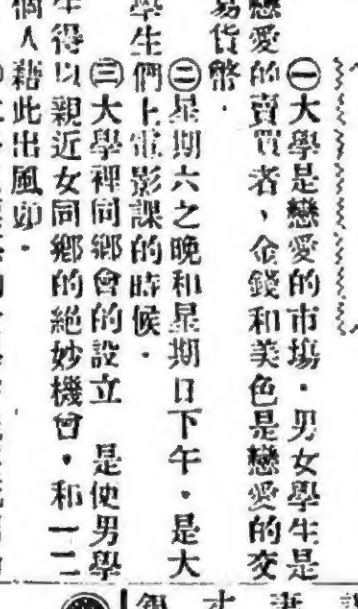 ㊀大學是戀愛的市塲・男女學生是
戀愛的賣買者、金錢和美色是戀愛的交
易貨幣・
㊁星期六之晚和星期日下午・是大
學生們上電影課的時候・
㊂大學裡同鄉會的設立　是使男學
生得以親近女同鄉的絕妙機會・和一二
個人藉此出風頭・